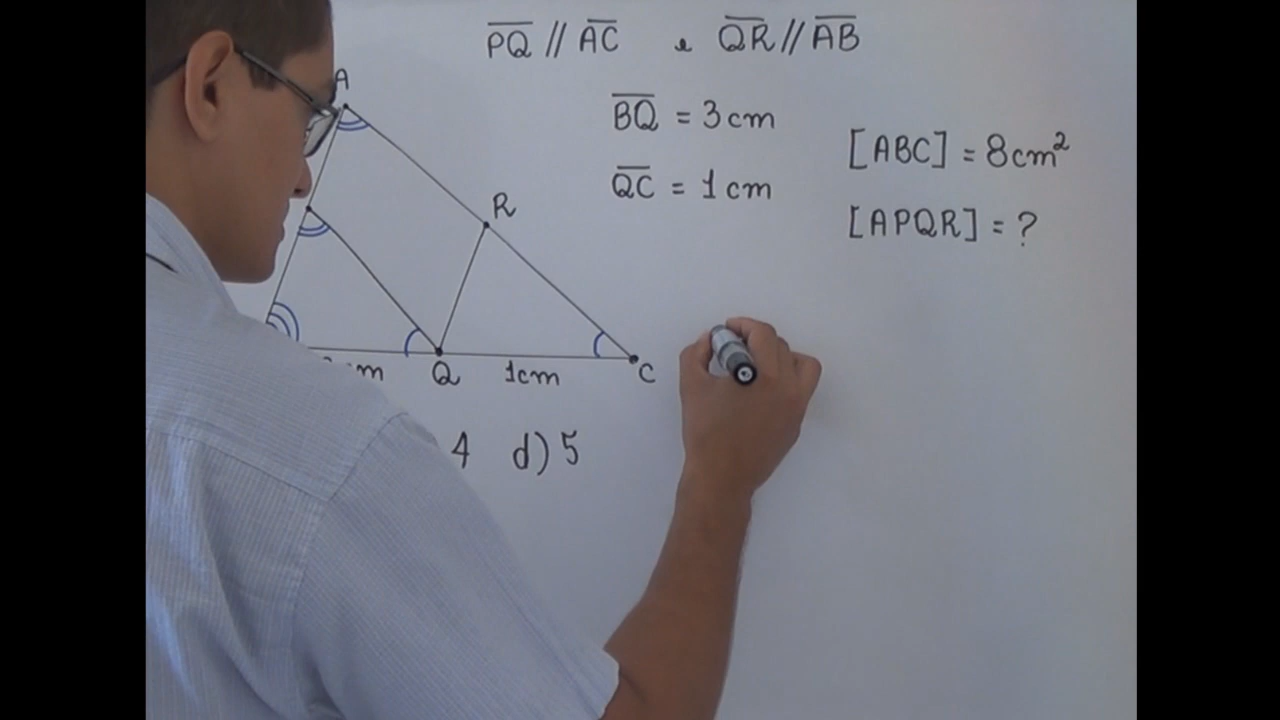 PQ // AC e QR // AB
A
BQ = 3cm
[ABC] = 8cm²
QC = 1cm
R
[APQR] = ?
Q 1cm C
4 d) 5